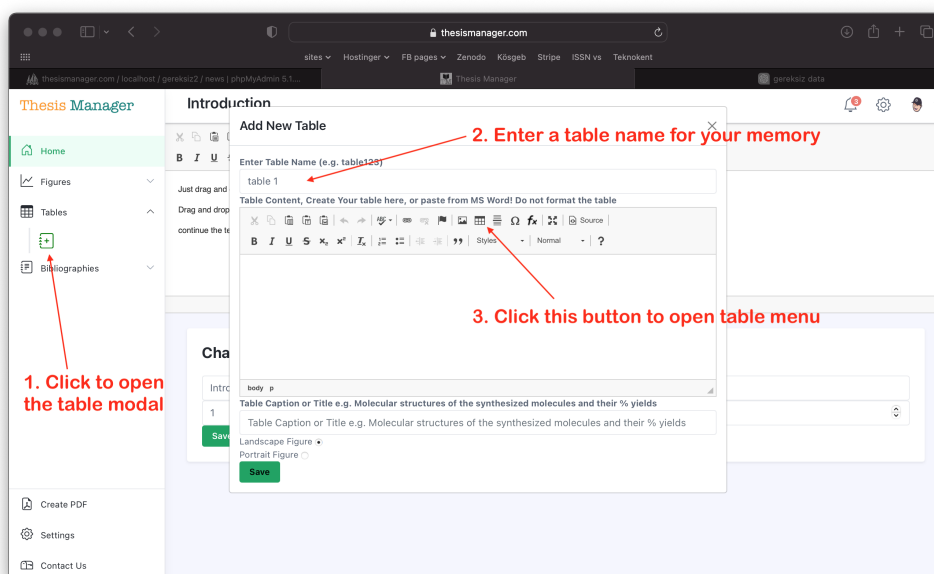 thesismanager.com
sites Hostinger FB pages Zenodo Kösgeb Stripe ISSN vs Teknokent
thesismanager.com / localhost / gereksiz2 / news | phpMyAdmin 5.1....
Thesis Manager
gereksiz data
Thesis Manager
Introduction
3
Add New Table
2. Enter a table name for your memory
Home
B I U
Enter Table Name (e.g. table123)
Figures
table 1
Just drag and
Table Content, Create Your table here, or paste from MS Word! Do not format the table
Tables
Drag and drop
ABC
Ω fx
Source
continue the te
B I U S x₂ x² Ix
Styles
Normal
?
Bibliographies
3. Click this button to open table menu
Cha
1. Click to open
the table modal
Intro
body p
Table Caption or Title e.g. Molecular structures of the synthesized molecules and their % yields
1
Table Caption or Title e.g. Molecular structures of the synthesized molecules and their % yields
Save
Landscape Figure
Portrait Figure
Save
Create PDF
Settings
Contact Us